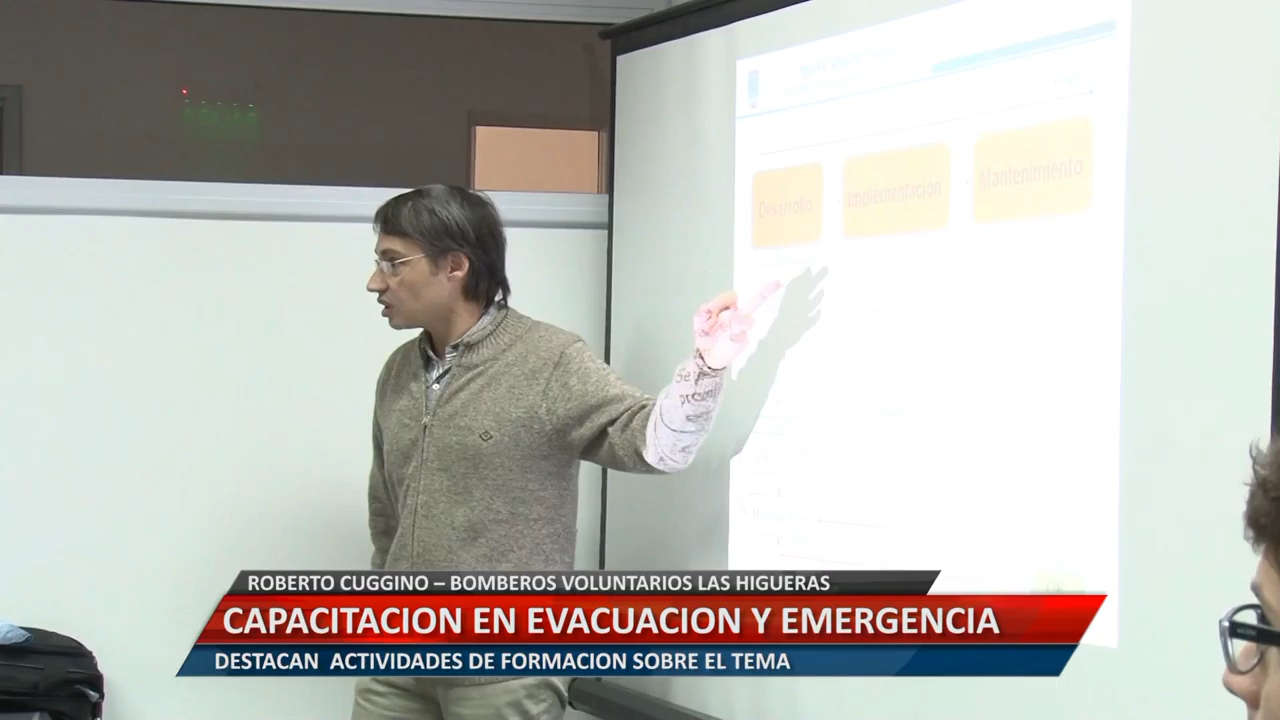 Desarrollo
Implementación
Mantenimiento
ROBERTO CUGGINO – BOMBEROS VOLUNTARIOS LAS HIGUERAS
CAPACITACION EN EVACUACION Y EMERGENCIA
DESTACAN ACTIVIDADES DE FORMACION SOBRE EL TEMA